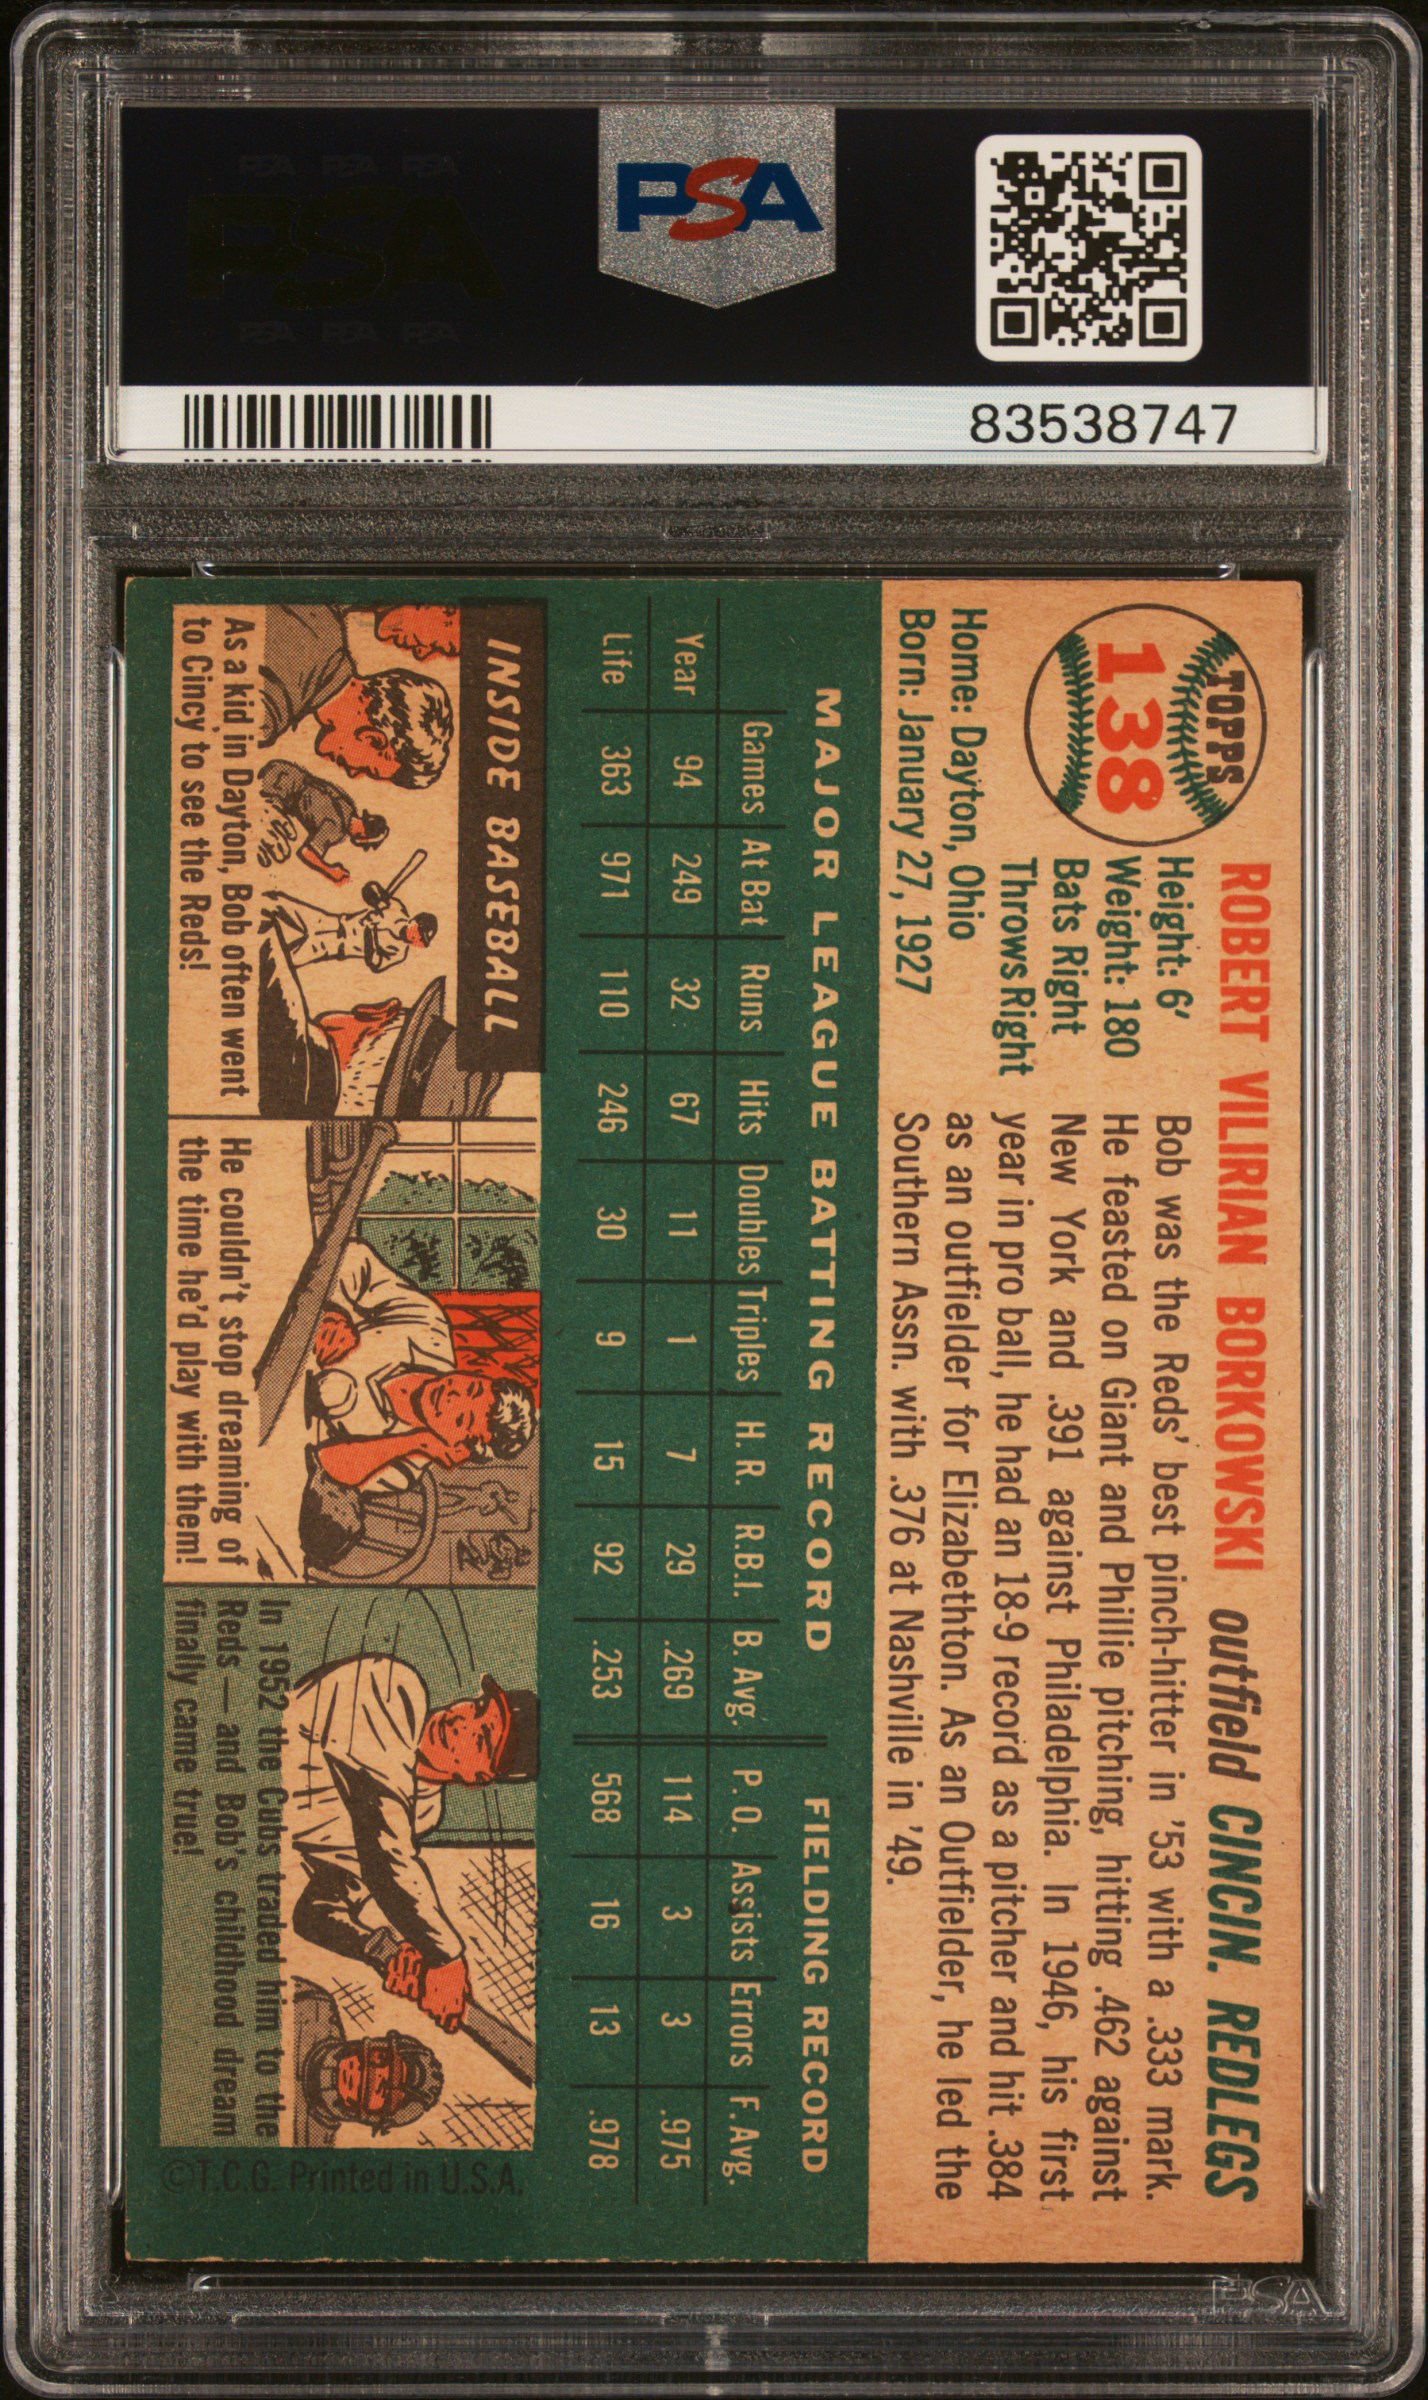 PSA PSA PSA
PSA
PSA PSA PSA
PSA
83538747
TOPPS
138
ROBERT VILIRIAN BORKOWSKI outfield CINCIN. REDLEGS
Height: 6'
Weight: 180
Bats Right
Throws Right
Home: Dayton, Ohio
Born: January 27, 1927
Bob was the Reds' best pinch-hitter in '53 with a .333 mark.
He feasted on Giant and Phillie pitching, hitting .462 against
New York and .391 against Philadelphia. In 1946, his first
year in pro ball, he had an 18-9 record as a pitcher and hit .384
as an outfielder for Elizabethton. As an Outfielder, he led the
Southern Assn. with .376 at Nashville in '49.
MAJOR LEAGUE BATTING RECORD FIELDING RECORD
Games At Bat Runs Hits Doubles Triples H. R. R.B.I. B. Avg. P. O. Assists Errors F. Avg.
Year 94 249 32 67 11 1 7 29 .269 114 3 3 .975
Life 363 971 110 246 30 9 15 92 .253 568 16 13 .978
INSIDE BASEBALL
As a kid in Dayton, Bob often went
to Cincy to see the Reds!
He couldn't stop dreaming of
the time he'd play with them!
In 1952 the Cubs traded him to the
Reds — and Bob's childhood dream
finally came true!
©T.C.G. Printed in U.S.A.
PSA